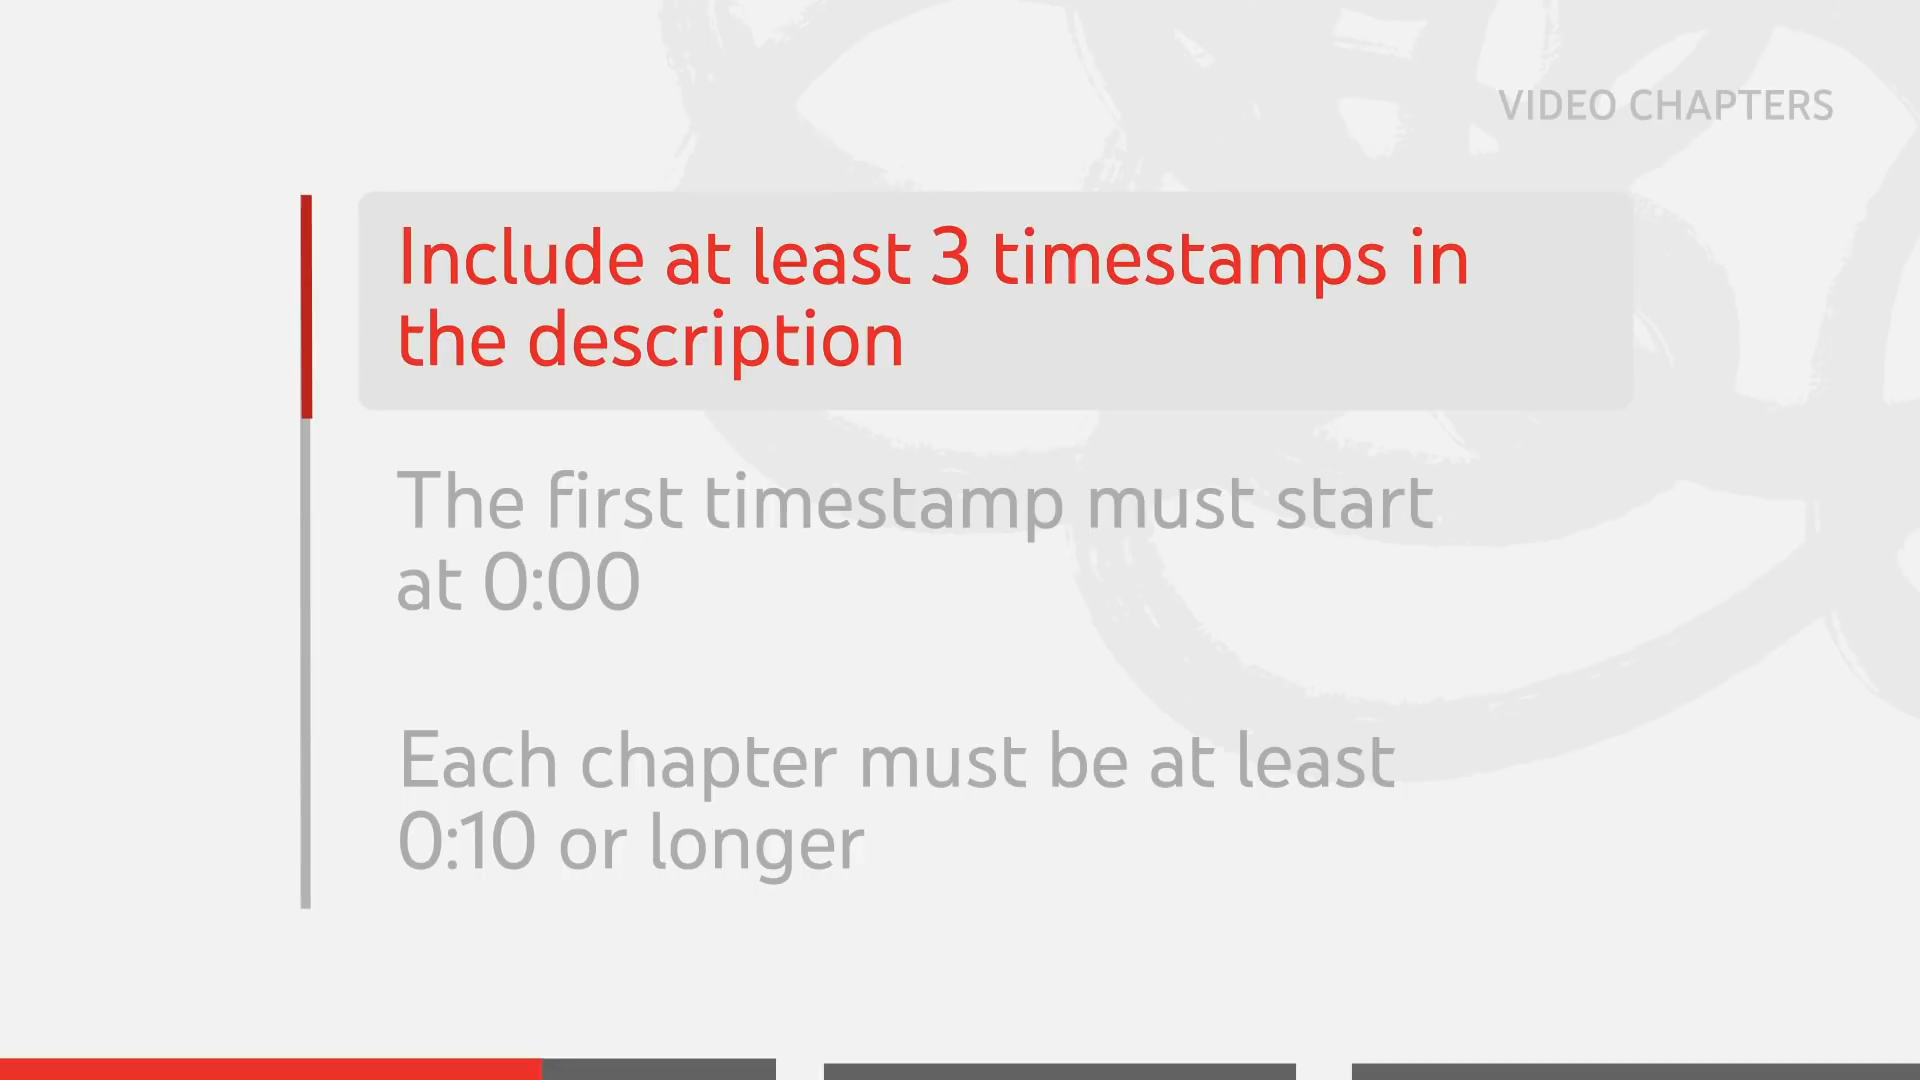 VIDEO CHAPTERS
Include at least 3 timestamps in
the description
The first timestamp must start
at 0:00
Each chapter must be at least
0:10 or longer